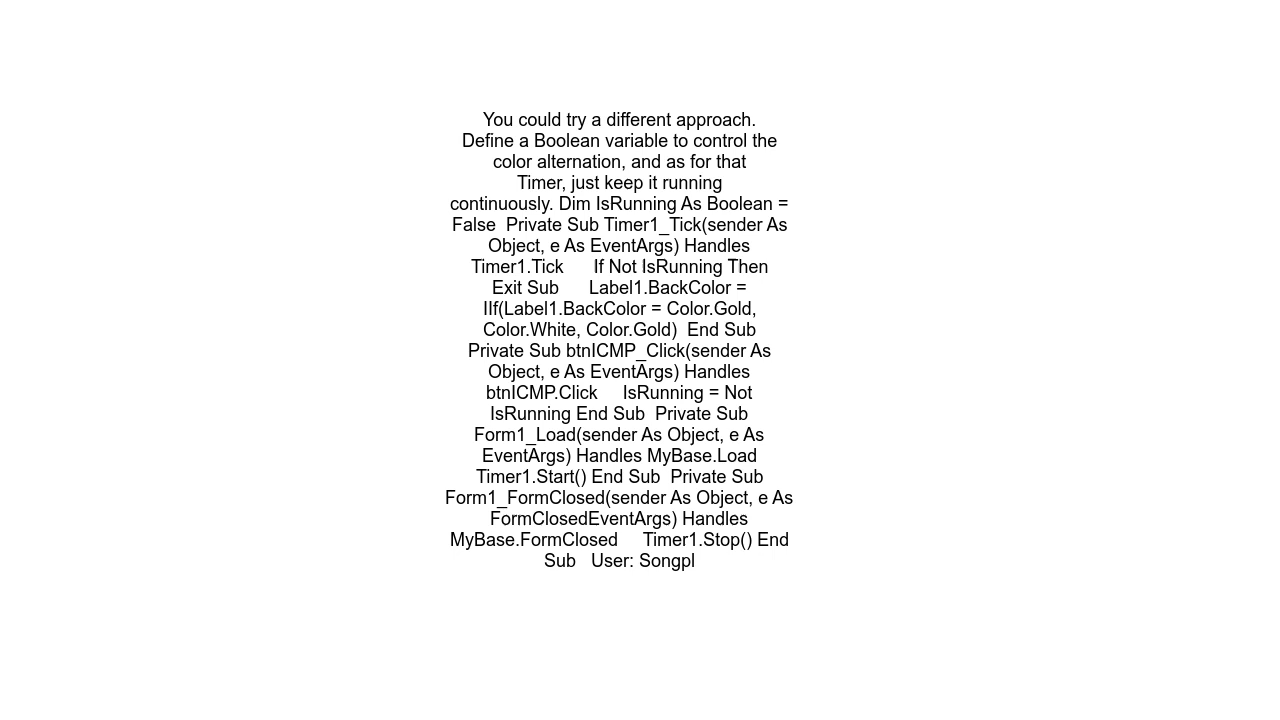 You could try a different approach.
Define a Boolean variable to control the
color alternation, and as for that
Timer, just keep it running
continuously. Dim IsRunning As Boolean =
False  Private Sub Timer1_Tick(sender As
Object, e As EventArgs) Handles
Timer1.Tick      If Not IsRunning Then
Exit Sub      Label1.BackColor =
IIf(Label1.BackColor = Color.Gold,
Color.White, Color.Gold)  End Sub
Private Sub btnICMP_Click(sender As
Object, e As EventArgs) Handles
btnICMP.Click     IsRunning = Not
IsRunning End Sub  Private Sub
Form1_Load(sender As Object, e As
EventArgs) Handles MyBase.Load
Timer1.Start() End Sub  Private Sub
Form1_FormClosed(sender As Object, e As
FormClosedEventArgs) Handles
MyBase.FormClosed     Timer1.Stop() End
Sub   User: Songpl